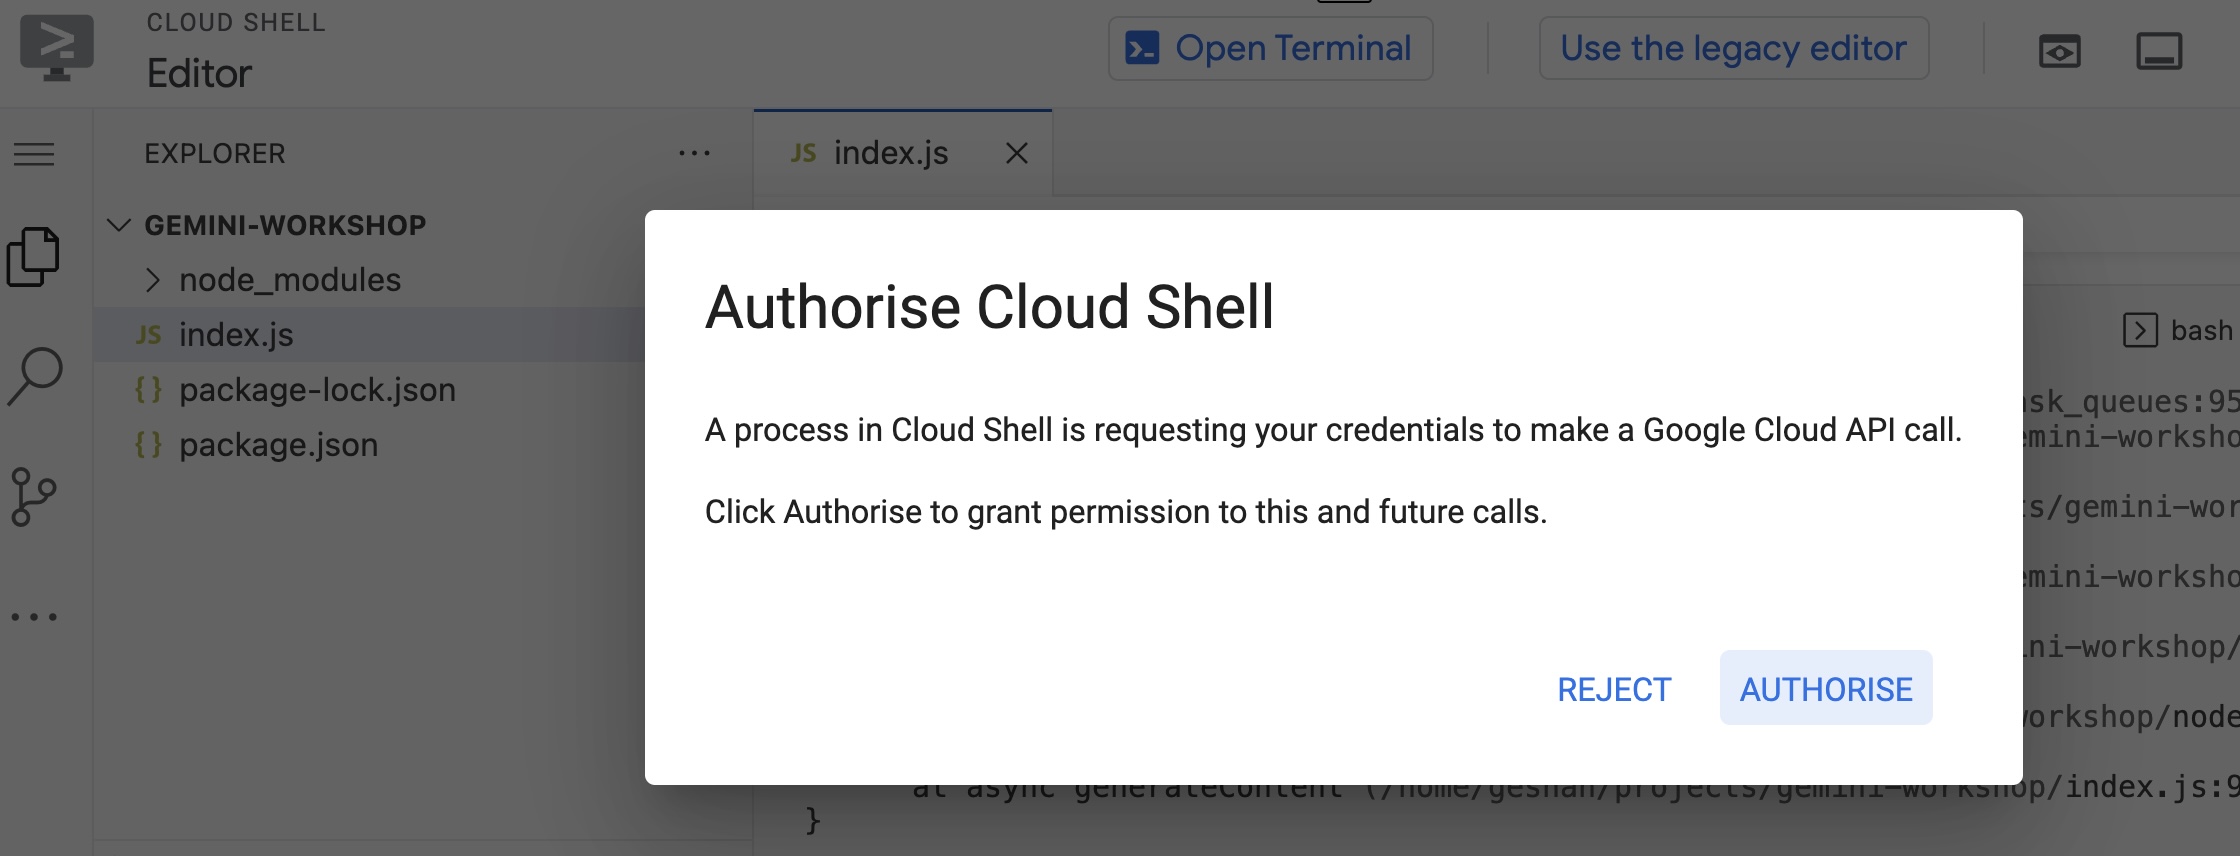 CLOUD SHELL
Editor
Open Terminal
Use the legacy editor
EXPLORER
JS index.js
GEMINI-WORKSHOP
node_modules
JS index.js
{} package-lock.json
{} package.json
Authorise Cloud Shell
A process in Cloud Shell is requesting your credentials to make a Google Cloud API call.
Click Authorise to grant permission to this and future calls.
REJECT
AUTHORISE
bash
sk_queues:95
emini-worksho
s/gemini-wor
emini-worksho
ni-workshop/
orkshop/node
at async generateContent (/home/geshan/projects/gemini-workshop/index.js:9
}